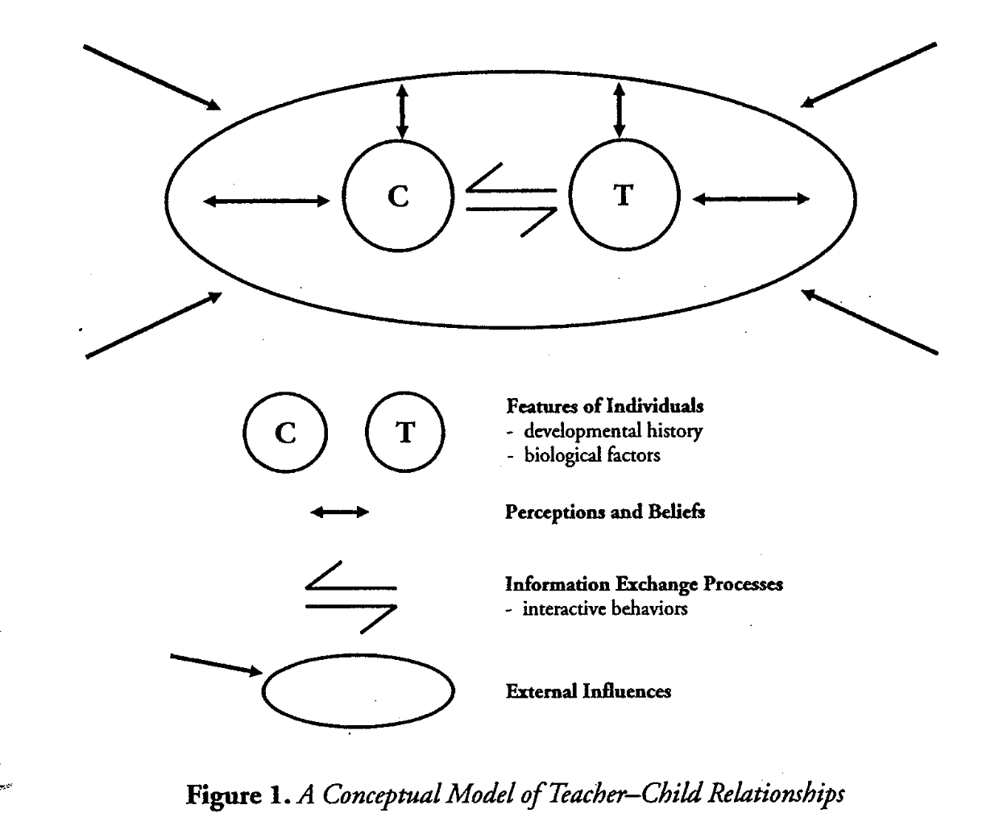 C
T
C
T
Features of Individuals
- developmental history
- biological factors
Perceptions and Beliefs
Information Exchange Processes
- interactive behaviors
External Influences
Figure 1. A Conceptual Model of Teacher–Child Relationships